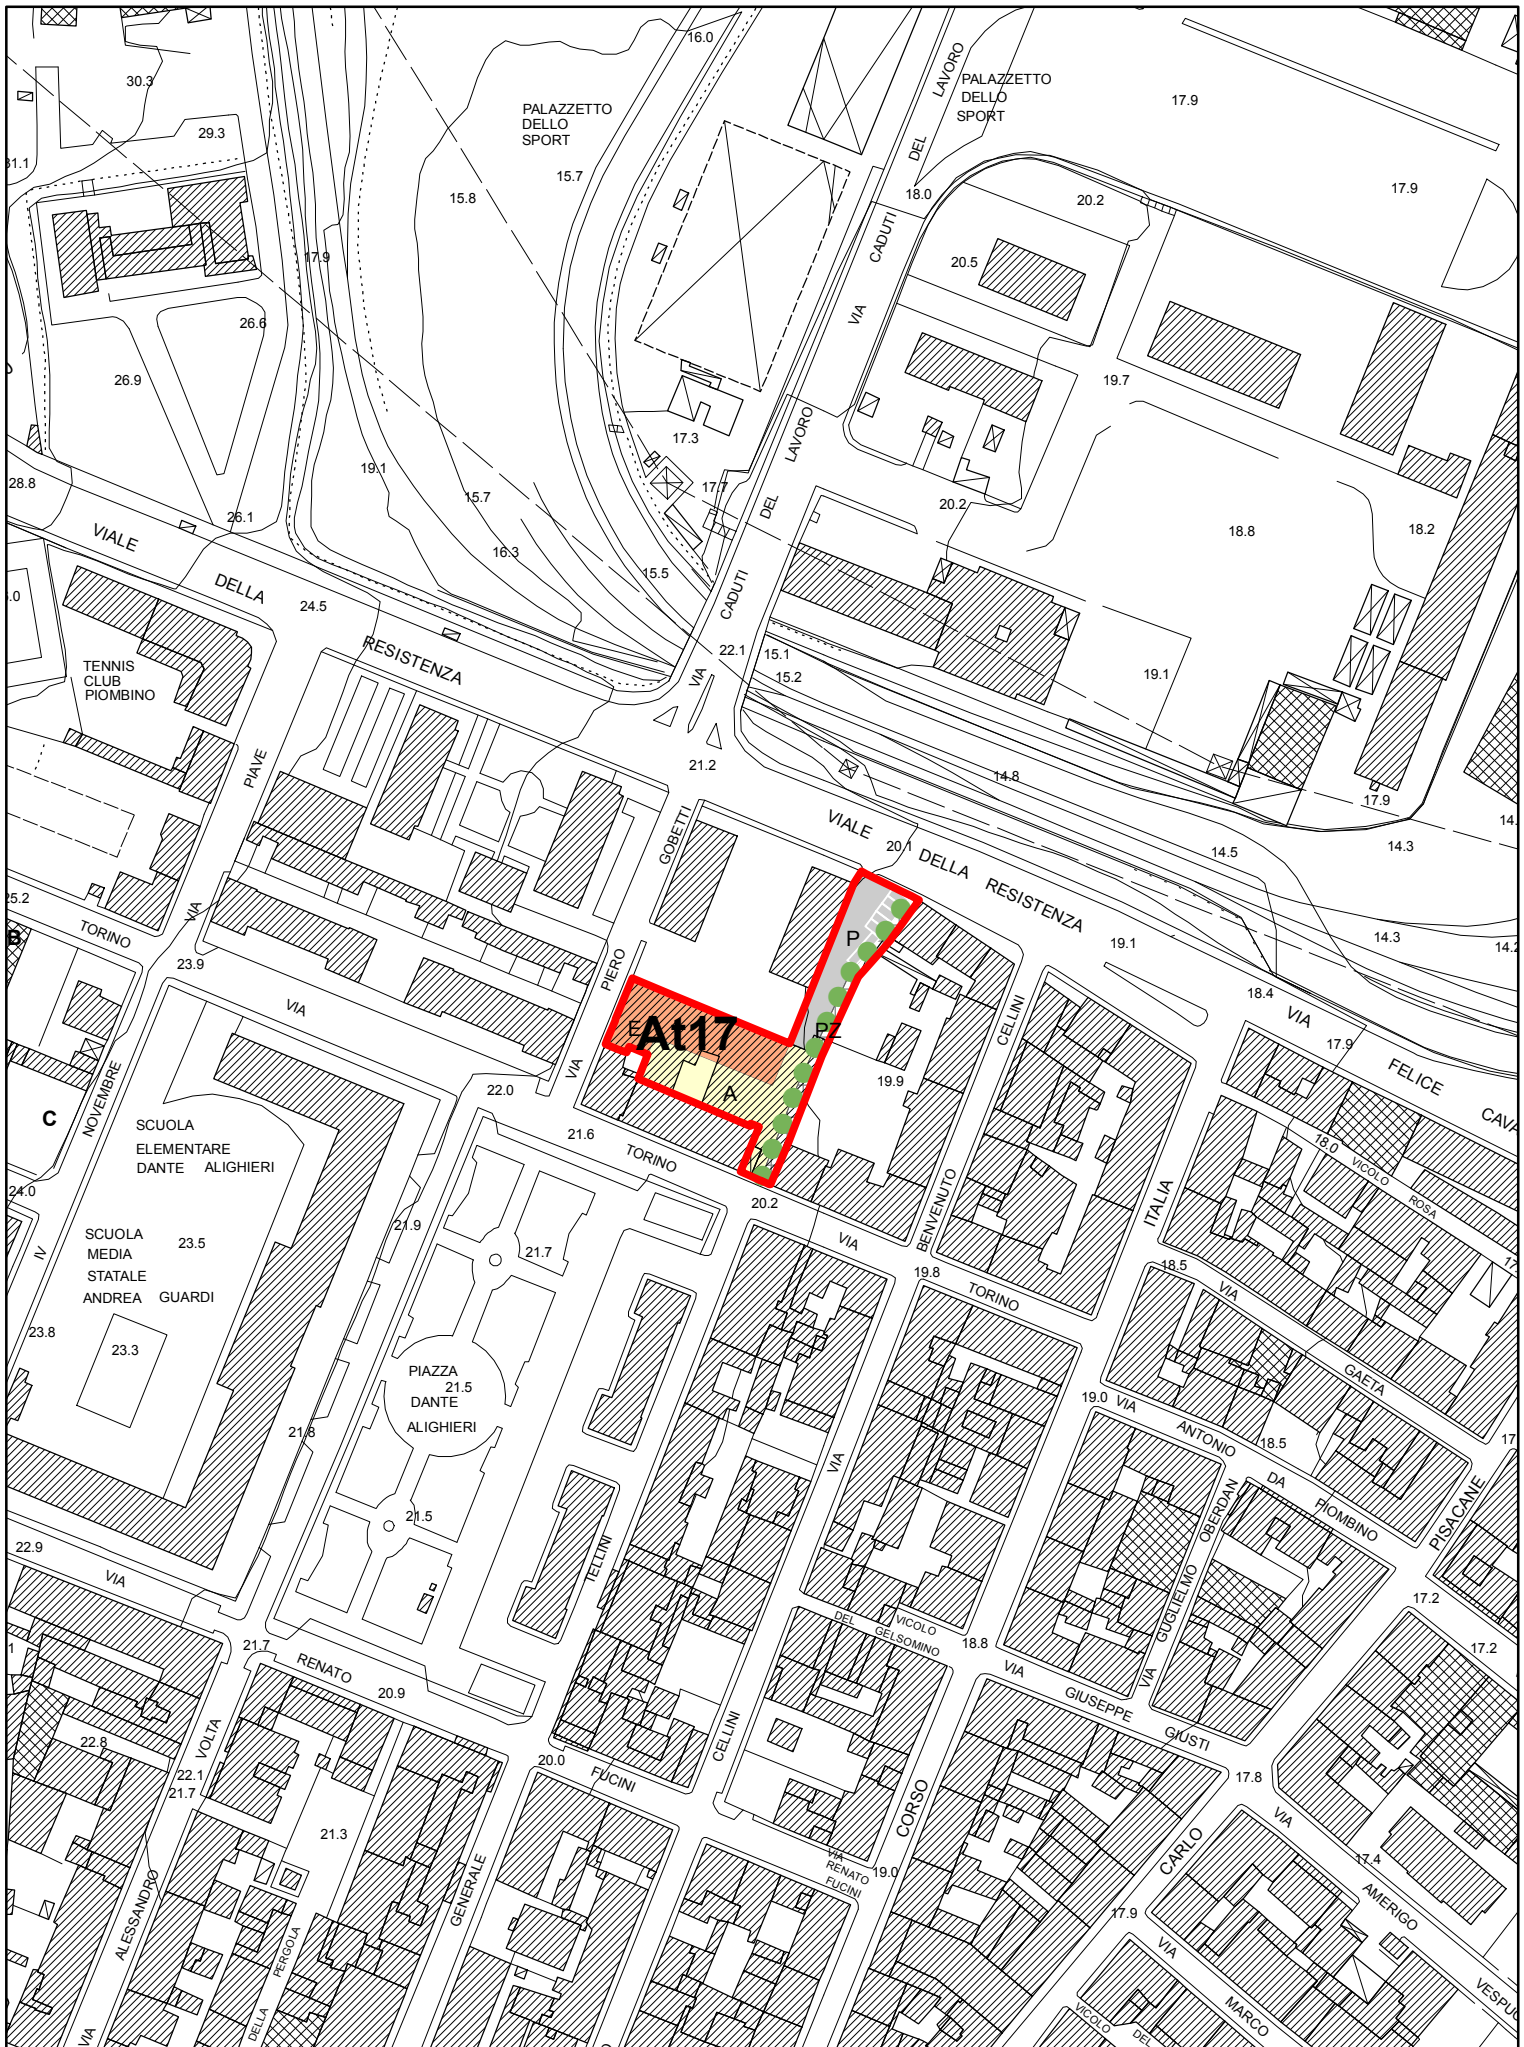 16.0
30.3
PALAZZETTO
DELLO
SPORT
PALAZZETTO
DELLO
SPORT
17.9
29.3
15.7
15.8
17.9
18.0
20.2
17.9
20.5
26.6
26.9
19.7
VIA CADUTI DEL LAVORO
17.3
19.1
15.7
17.7
28.8
26.1
20.2
18.8
18.2
16.3
15.5
VIALE DELLA RESISTENZA
24.5
VIA CADUTI DEL LAVORO
22.1
15.1
15.2
19.1
TENNIS
CLUB
PIOMBINO
VIA PIAVE
21.2
14.8
17.9
VIALE DELLA RESISTENZA
20.1
14.5
14.3
VIA PIERO GOBETTI
TORINO
B
23.9
P
19.1
14.3
18.4
E
At17
PZ
A
19.9
VIA
22.0
21.6
TORINO
20.2
VIA
BENVENUTO CELLINI
VIA FELICE
17.9
C
IV NOVEMBRE
SCUOLA
ELEMENTARE
DANTE ALIGHIERI
24.0
SCUOLA
MEDIA
STATALE
ANDREA GUARDI
23.5
23.8
23.3
21.9
21.7
18.0
VICOLO ROSA
ITALIA
19.8
TORINO
18.5
VIA GAETA
PIAZZA
21.5
DANTE
ALIGHIERI
21.8
21.5
19.0
VIA ANTONIO DA PIOMBINO
18.5
PISACANE
22.9
VIA RENATO FUCINI
TELLINI
VIA CELLINI
VIA GUGLIELMO OBERDAN
DEL GELSOMINO
VICOLO
18.8
VIA GIUSEPPE GIUSTI
17.2
17.2
21.7
20.9
20.0
22.8
22.1
21.7
VIA ALESSANDRO VOLTA
21.3
DELLA PERGOLA
GENERALE
VIA
RENATO
FUCINI
19.0
CORSO
CARLO
17.8
17.4
17.9
VIA AMERIGO
VIA MARCO
VICOLO DEL